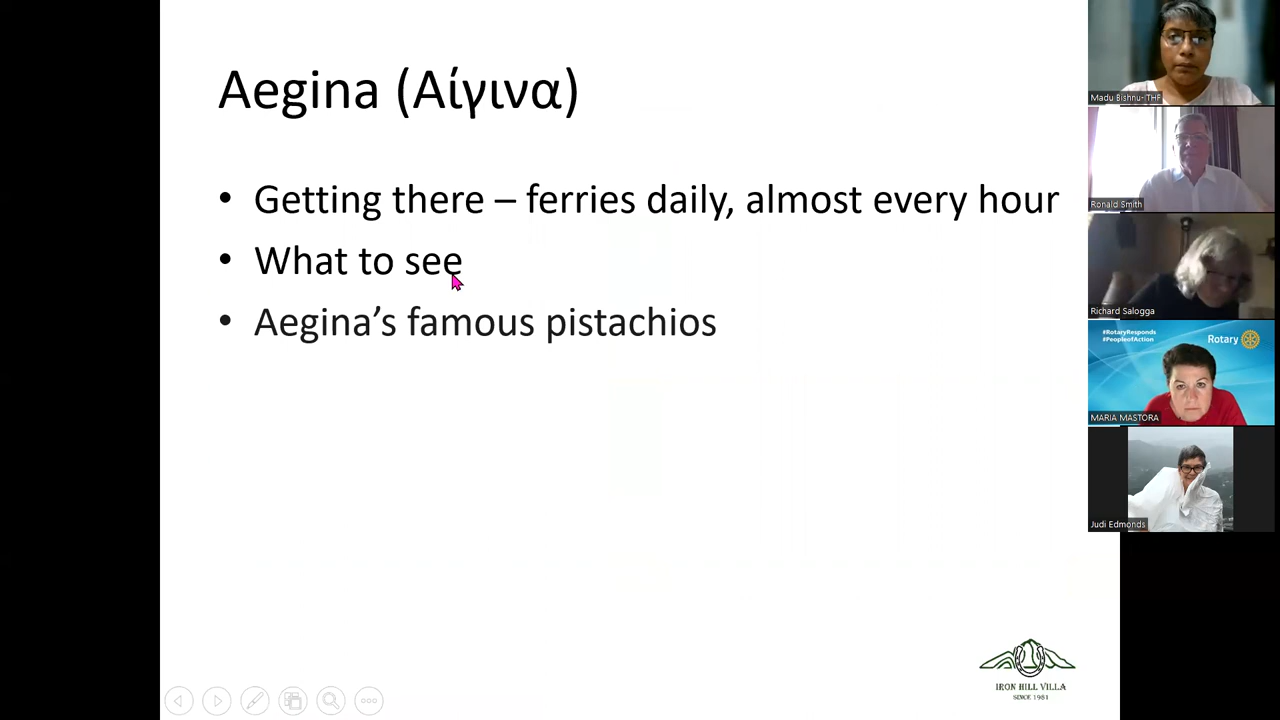 Aegina (Αίγινα)
• Getting there – ferries daily, almost every hour
• What to see
• Aegina’s famous pistachios
IRON HILL VILLA
SINCE 1981
Madu Bishnu-ITHF
Ronald Smith
Richard Salogga
#RotaryResponds
#PeopleofAction
Rotary
MARIA MASTORA
Judi Edmonds